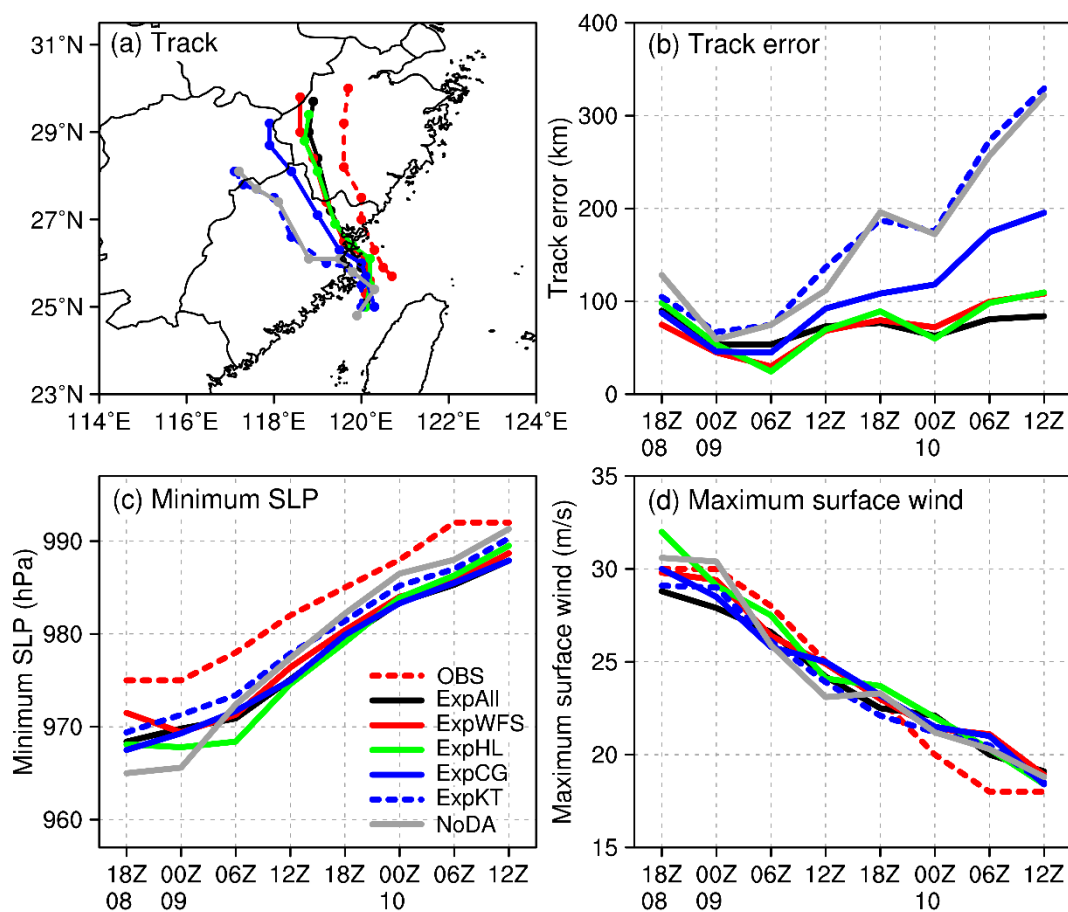 (a) Track
31°N
29°N
27°N
25°N
23°N
114°E 116°E 118°E 120°E 122°E 124°E
(b) Track error
Track error (km)
400
300
200
100
0
18Z 00Z 06Z 12Z 18Z 00Z 06Z 12Z
08 09 10
(c) Minimum SLP
Minimum SLP (hPa)
990
980
970
960
OBS
ExpAll
ExpWFS
ExpHL
ExpCG
ExpKT
NoDA
18Z 00Z 06Z 12Z 18Z 00Z 06Z 12Z
08 09 10
(d) Maximum surface wind
Maximum surface wind (m/s)
35
30
25
20
15
18Z 00Z 06Z 12Z 18Z 00Z 06Z 12Z
08 09 10